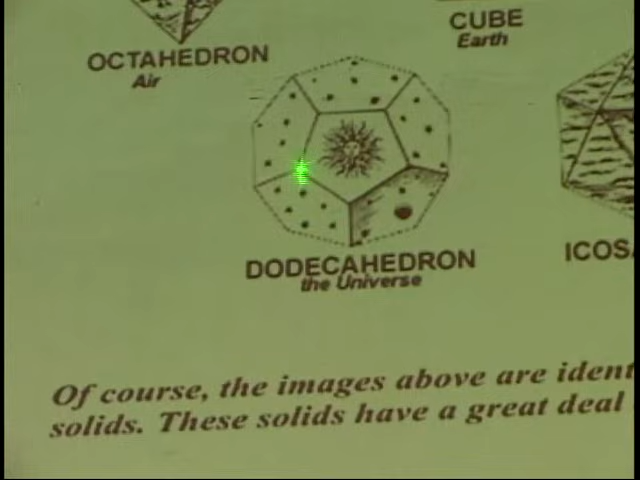 OCTAHEDRON
Air
CUBE
Earth
DODECAHEDRON
the Universe
ICOSA
Of course, the images above are ident
solids. These solids have a great deal